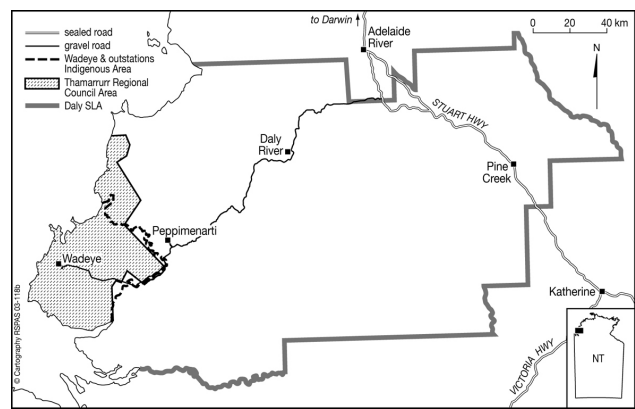 sealed road
gravel road
Wadeye & outstations
Indigenous Area
Thamarrurr Regional
Council Area
Daly SLA
to Darwin
Adelaide
River
0 20 40 km
N
STUART HWY
Daly
River
Pine
Creek
Peppimenarti
Wadeye
Katherine
VICTORIA HWY
NT
© Cartography RSPAS 03-118b